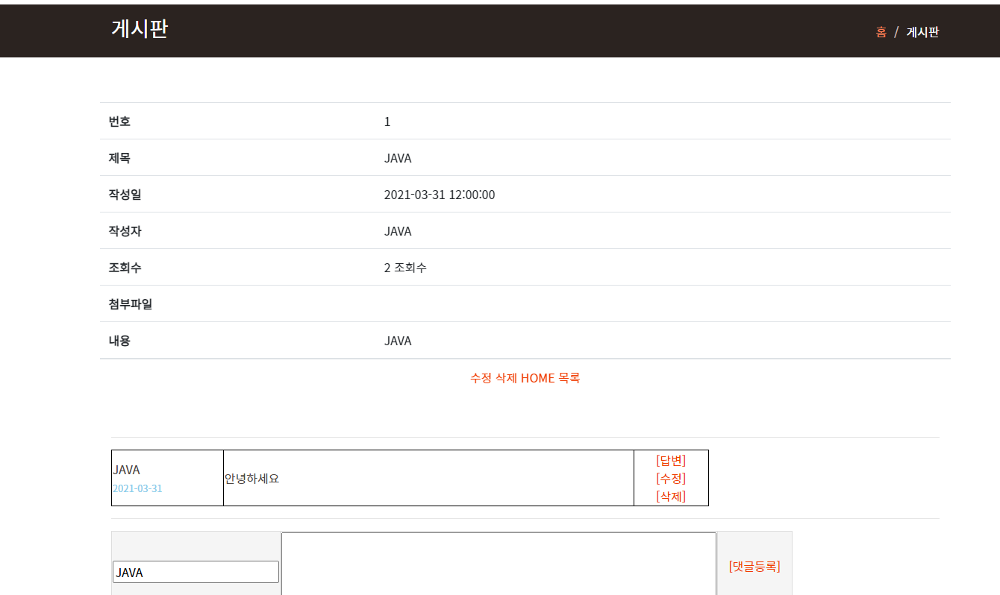 게시판
홈 / 게시판
번호 1
제목 JAVA
작성일 2021-03-31 12:00:00
작성자 JAVA
조회수 2 조회수
첨부파일
내용 JAVA
수정 삭제 HOME 목록
JAVA
2021-03-31
안녕하세요
[답변]
[수정]
[삭제]
JAVA
[댓글등록]